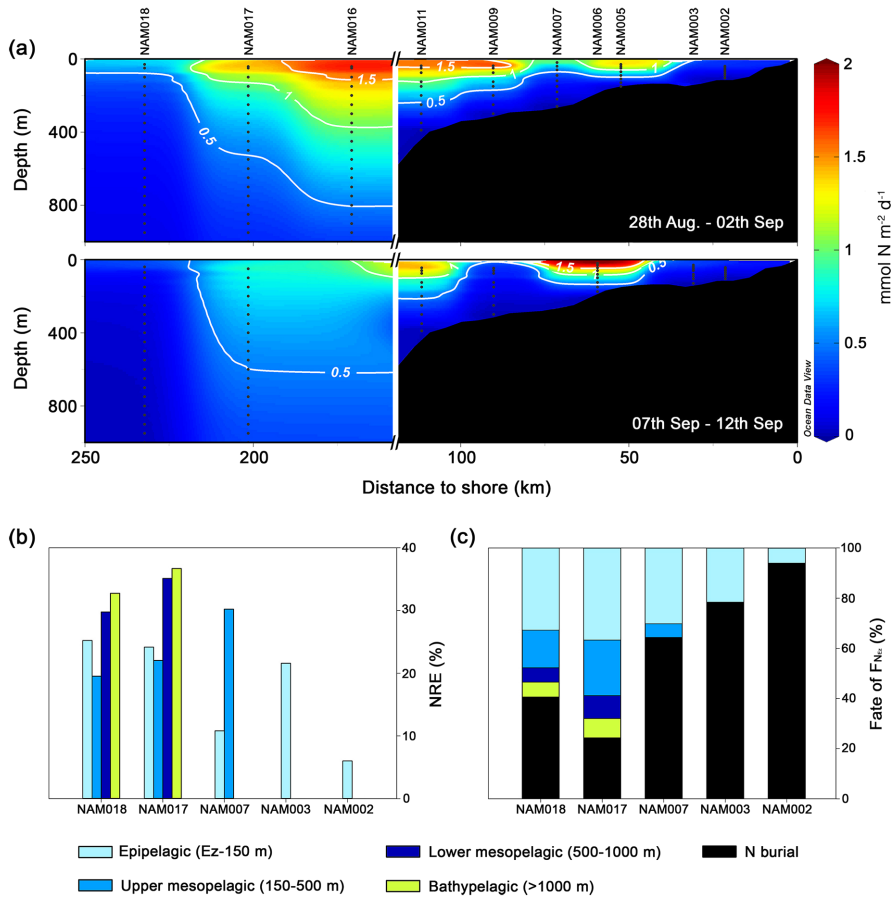 NAM018 NAM017 NAM016 NAM011 NAM009 NAM007 NAM006 NAM005 NAM003 NAM002
(a)
0
400
800
Depth (m)
1.5
1
0.5
1.5
1
0.5
1
28th Aug. - 02th Sep
0
400
800
Depth (m)
0.5
1.5
0.5
07th Sep - 12th Sep
250 200 100 50 0
Distance to shore (km)
2
1.5
1
0.5
0
mmol N m⁻² d⁻¹
Ocean Data View
(b)
40
30
20
10
0
NRE (%)
NAM018 NAM017 NAM007 NAM003 NAM002
(c)
100
80
60
40
20
0
Fate of F
NAM018 NAM017 NAM007 NAM003 NAM002
Epipelagic (Ez-150 m)
Upper mesopelagic (150-500 m)
Lower mesopelagic (500-1000 m)
Bathypelagic (>1000 m)
N burial